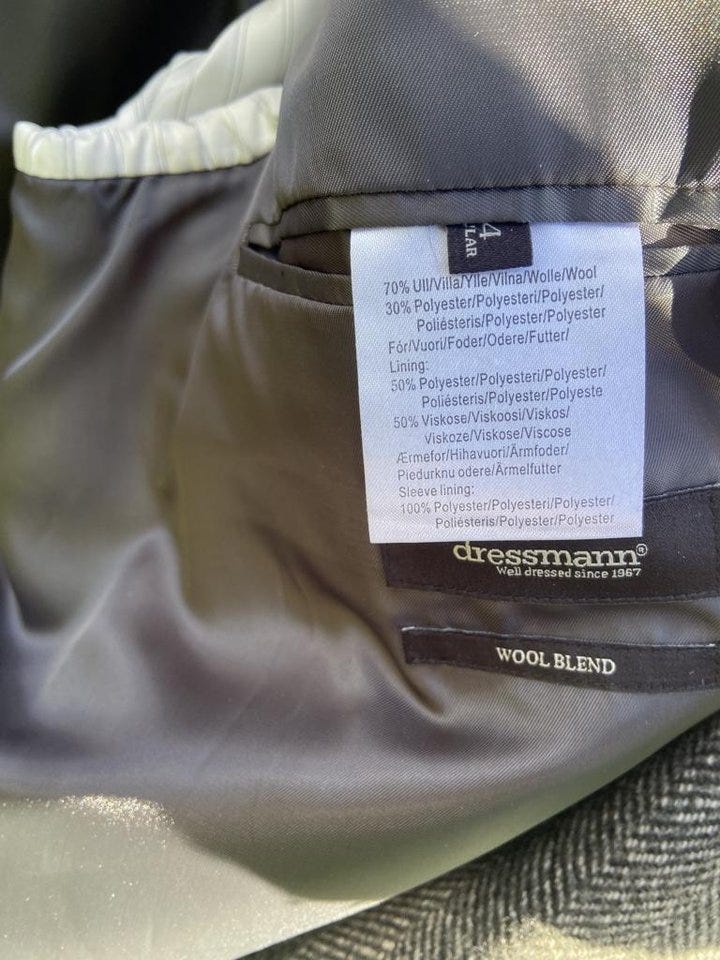 4
LAR
70% Ull/Villa/Ylle/Vilna/Wolle/Wool
30% Polyester/Polyesteri/Polyester/
Poliésteris/Polyester/Polyester
Fór/Vuori/Foder/Odere/Futter/
Lining:
50% Polyester/Polyesteri/Polyester/
Poliésteris/Polyester/Polyeste
50% Viskose/Viskoosi/Viskos/
Viskoze/Viskose/Viscose
Ærmefor/Hihavuori/Ärmfoder/
Piedurknu odere/Ärmelfutter
Sleeve lining:
100% Polyester/Polyesteri/Polyester/
Poliésteris/Polyester/Polyester
dressmann®
Well dressed since 1967
WOOL BLEND